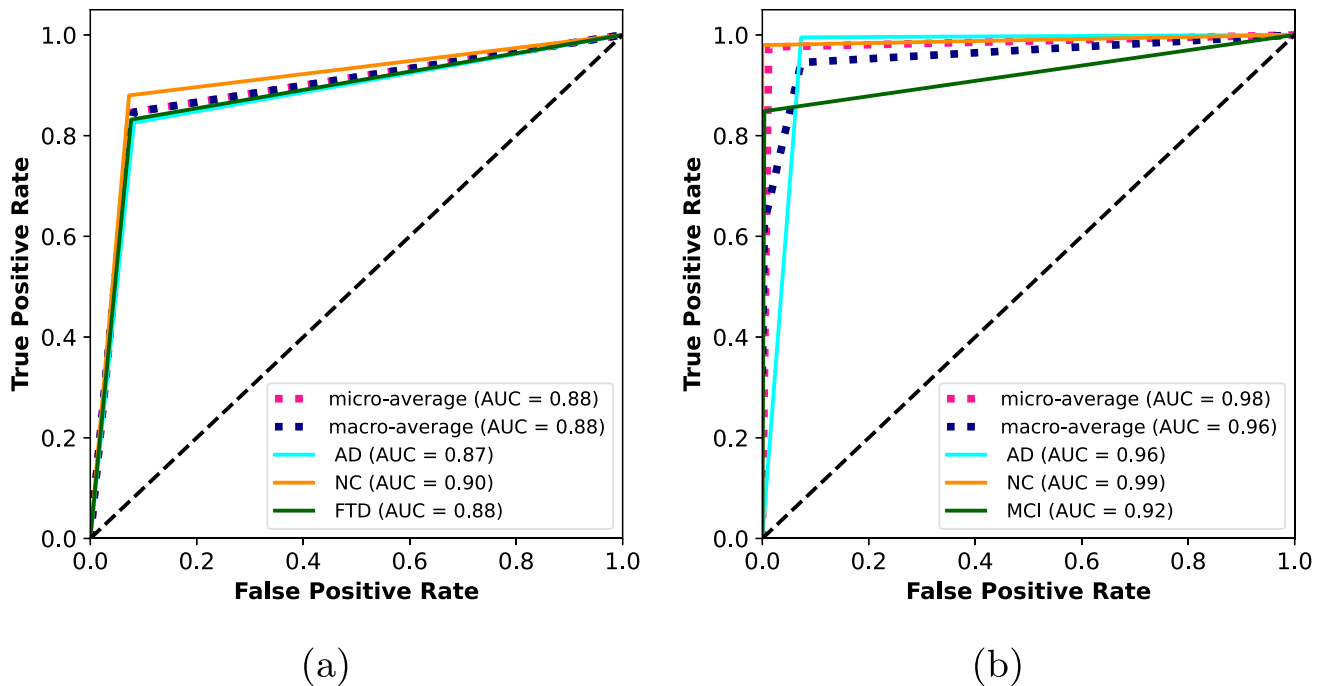 1.0
0.8
0.6
0.4
0.2
0.0
True Positive Rate
micro-average (AUC = 0.88)
macro-average (AUC = 0.88)
AD (AUC = 0.87)
NC (AUC = 0.90)
FTD (AUC = 0.88)
0.0 0.2 0.4 0.6 0.8 1.0
False Positive Rate
(a)
1.0
0.8
0.6
0.4
0.2
0.0
True Positive Rate
micro-average (AUC = 0.98)
macro-average (AUC = 0.96)
AD (AUC = 0.96)
NC (AUC = 0.99)
MCI (AUC = 0.92)
0.0 0.2 0.4 0.6 0.8 1.0
False Positive Rate
(b)